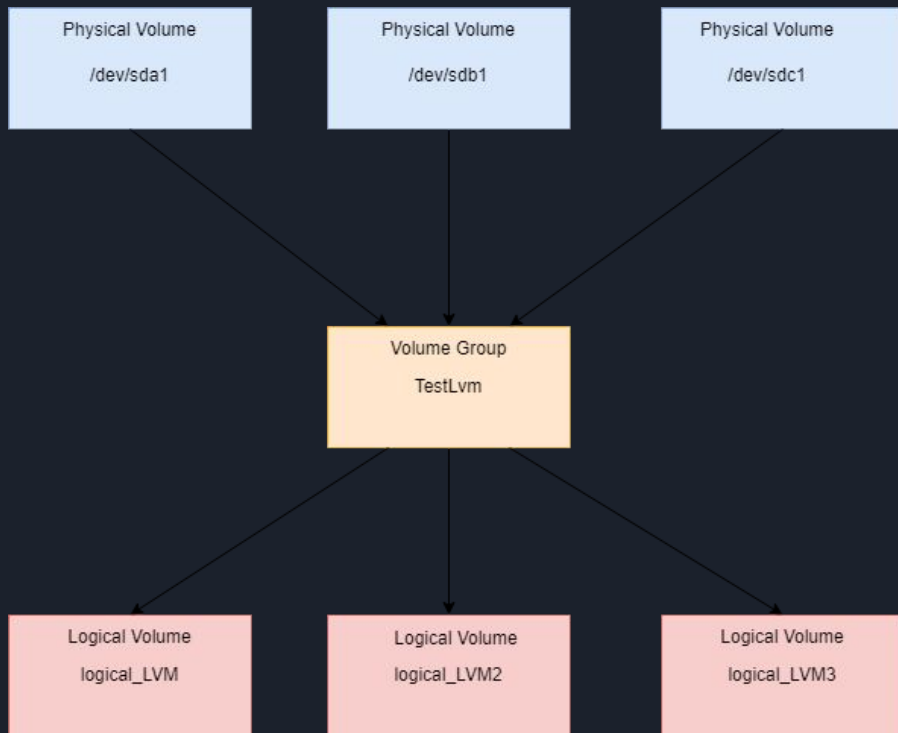 Physical Volume
/dev/sda1
Physical Volume
/dev/sdb1
Physical Volume
/dev/sdc1
Volume Group
TestLvm
Logical Volume
logical_LVM
Logical Volume
logical_LVM2
Logical Volume
logical_LVM3